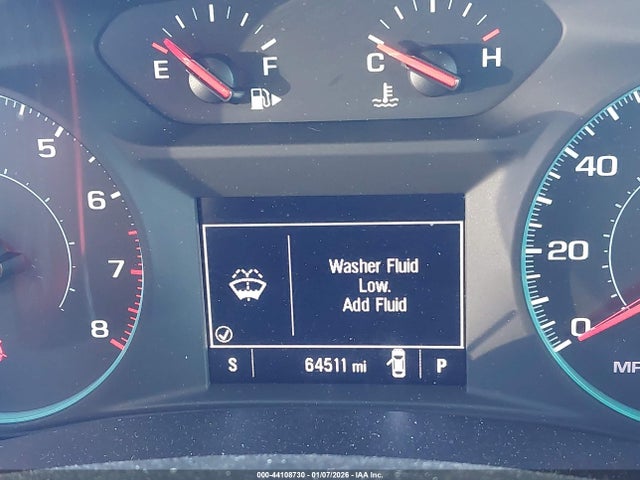 E F
C H
5
6
7
8
40
20
0
MP
Washer Fluid
Low.
Add Fluid
S 64511 mi P
000-44108730 - 01/07/2026 - IAA Inc.